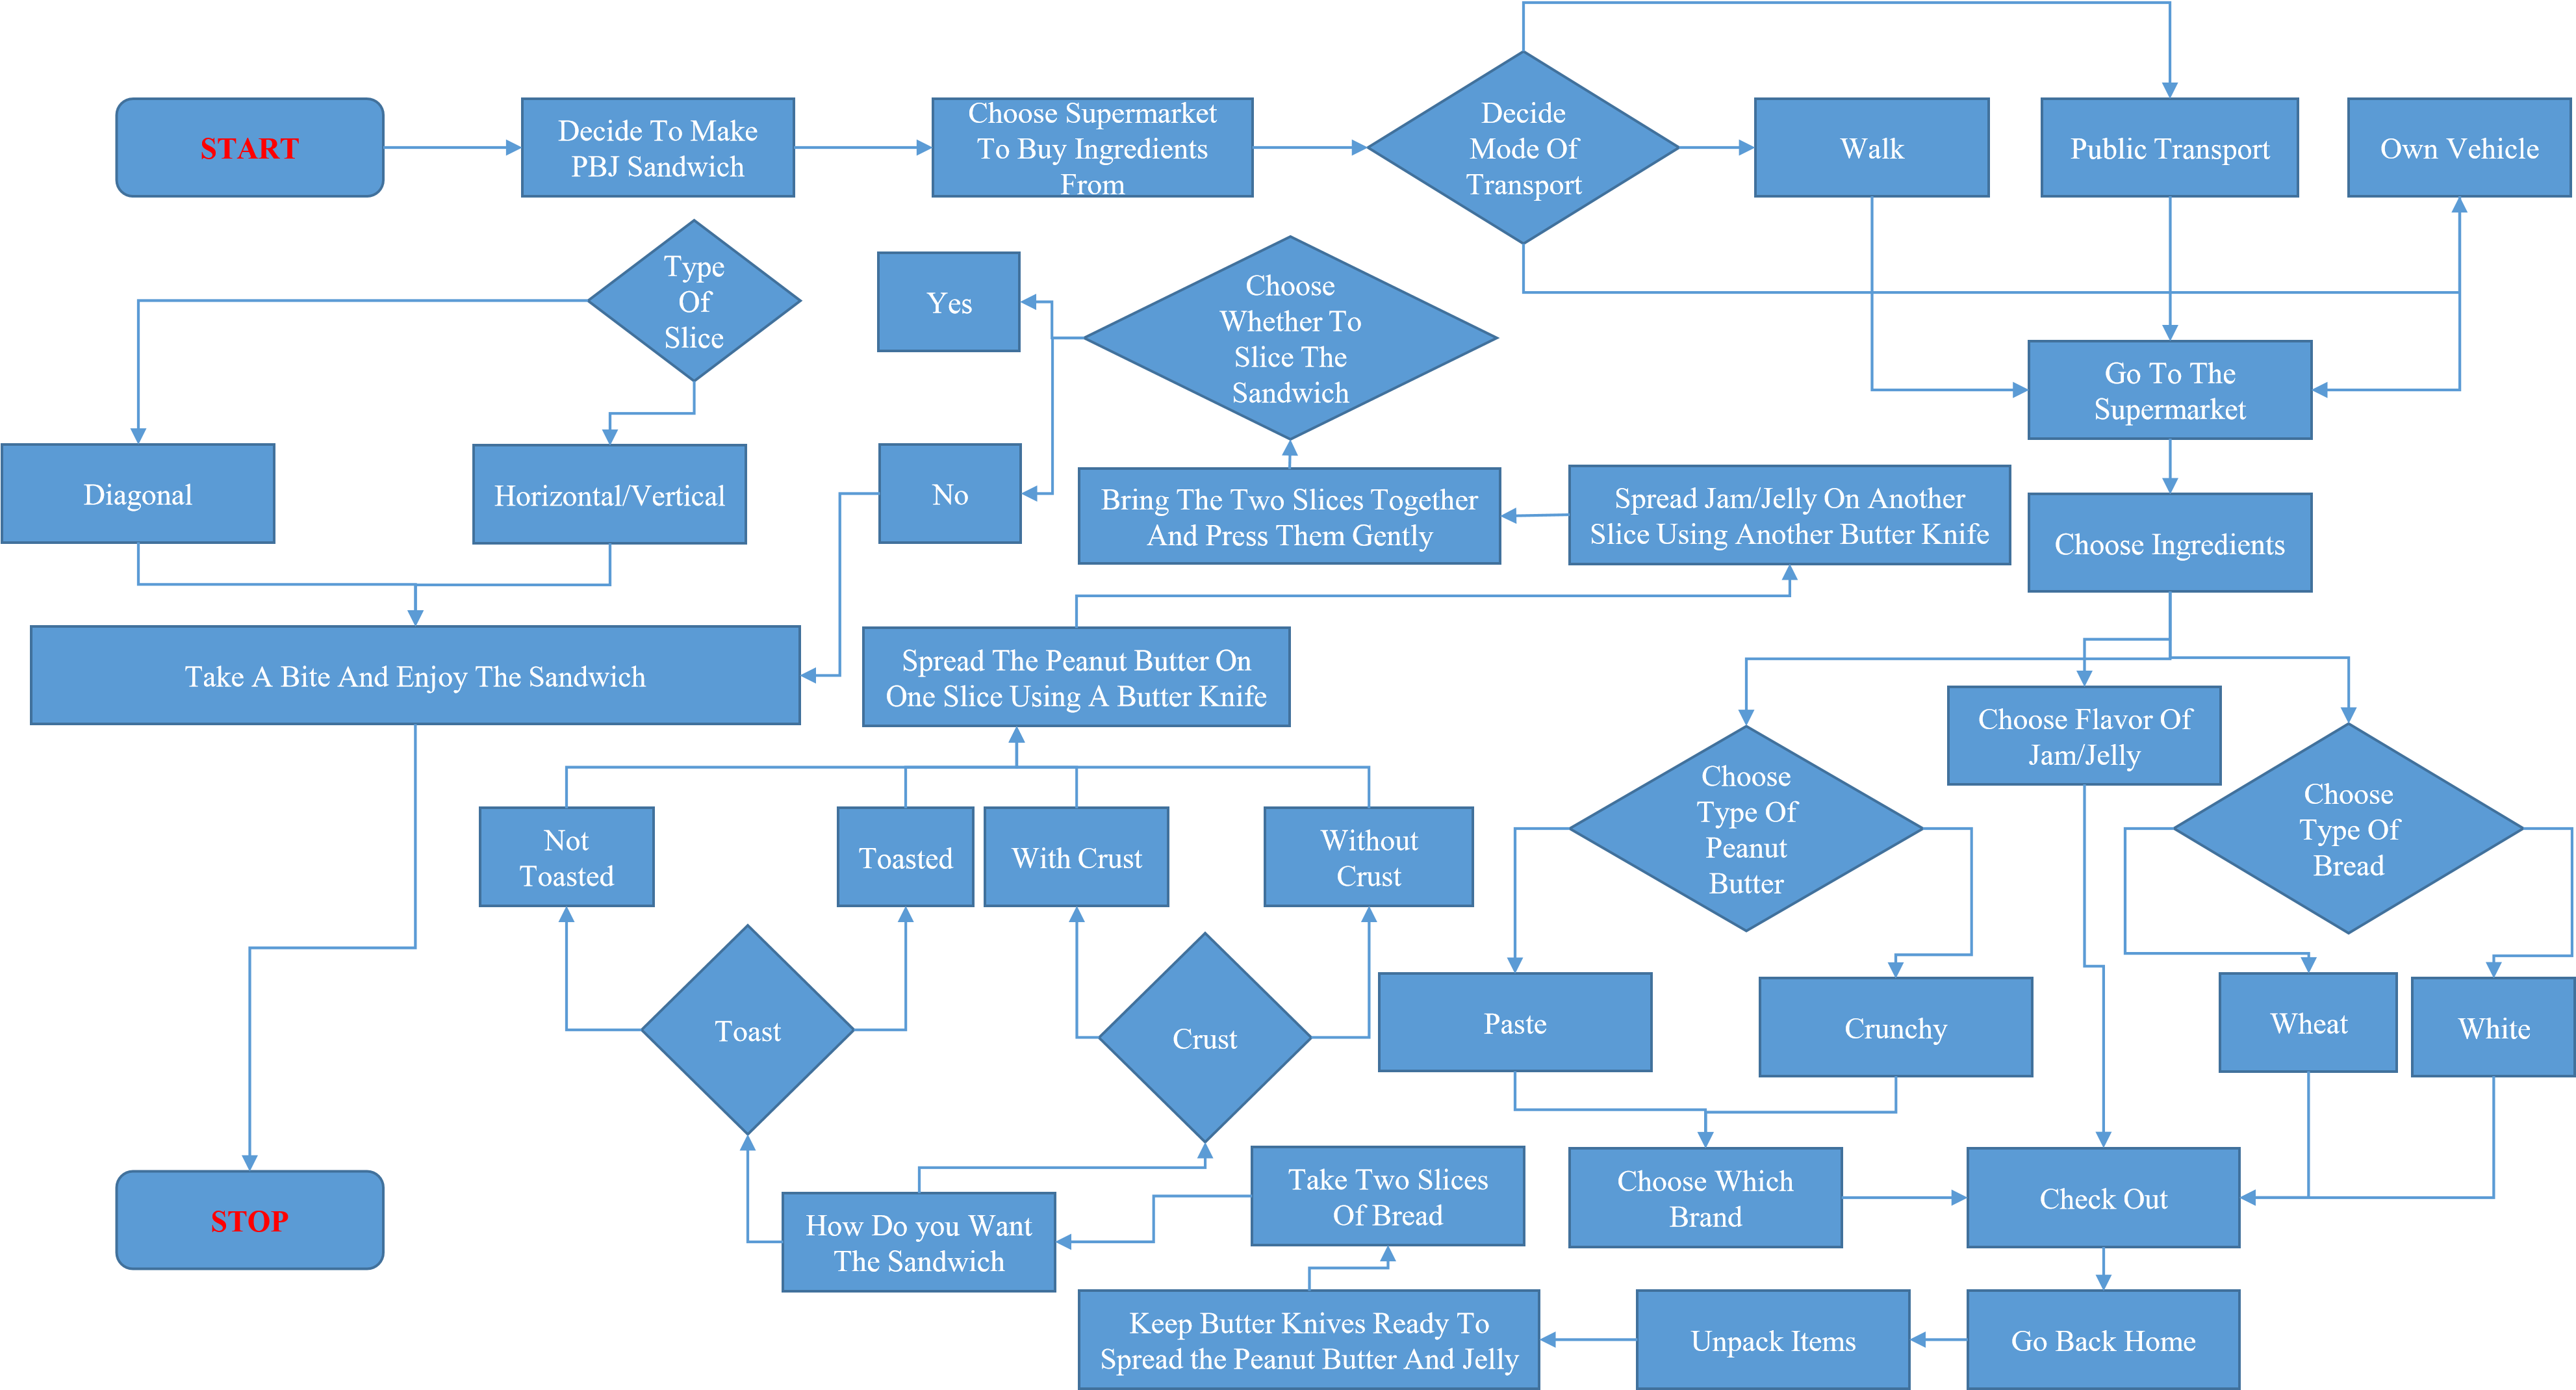 START
Decide To Make
PBJ Sandwich
Choose Supermarket
To Buy Ingredients
From
Decide
Mode Of
Transport
Walk
Public Transport
Own Vehicle
Type
Of
Slice
Yes
Choose
Whether To
Slice The
Sandwich
Go To The
Supermarket
Diagonal
Horizontal/Vertical
No
Bring The Two Slices Together
And Press Them Gently
Spread Jam/Jelly On Another
Slice Using Another Butter Knife
Choose Ingredients
Take A Bite And Enjoy The Sandwich
Spread The Peanut Butter On
One Slice Using A Butter Knife
Choose Flavor Of
Jam/Jelly
Choose
Type Of
Peanut
Butter
Choose
Type Of
Bread
Not
Toasted
Toasted
With Crust
Without
Crust
Toast
Crust
Paste
Crunchy
Wheat
White
STOP
How Do you Want
The Sandwich
Take Two Slices
Of Bread
Choose Which
Brand
Check Out
Keep Butter Knives Ready To
Spread the Peanut Butter And Jelly
Unpack Items
Go Back Home